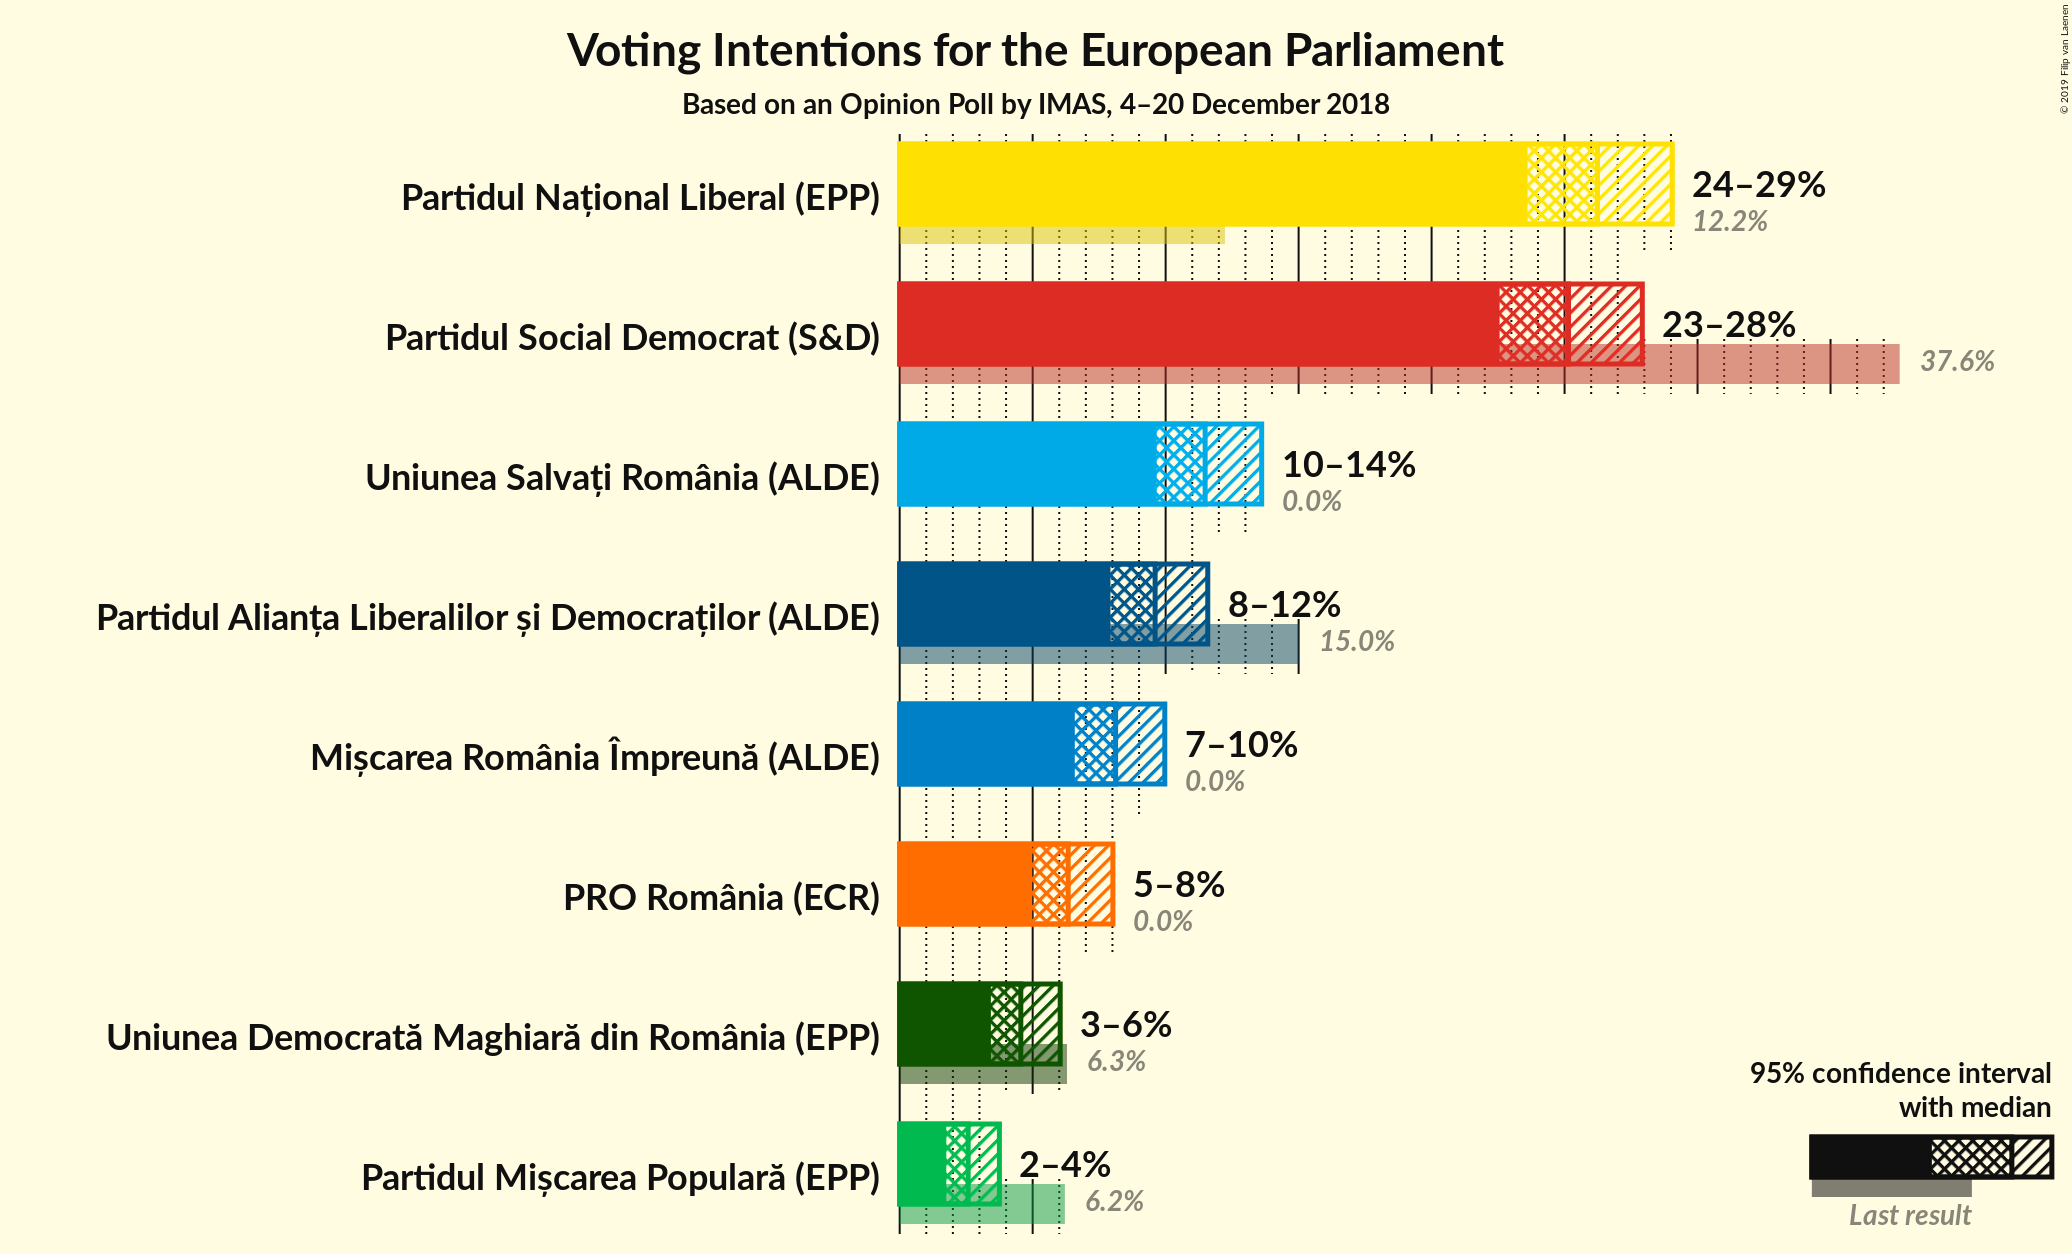 Voting Intentions for the European Parliament
Based on an Opinion Poll by IMAS, 4–20 December 2018
© 2019 Filip van Laenen
Partidul Național Liberal (EPP)
24–29%
12.2%
Partidul Social Democrat (S&D)
23–28%
37.6%
Uniunea Salvați România (ALDE)
10–14%
0.0%
Partidul Alianța Liberalilor și Democraților (ALDE)
8–12%
15.0%
Mișcarea România Împreună (ALDE)
7–10%
0.0%
PRO România (ECR)
5–8%
0.0%
Uniunea Democrată Maghiară din România (EPP)
3–6%
6.3%
Partidul Mișcarea Populară (EPP)
2–4%
6.2%
95% confidence interval
with median
Last result